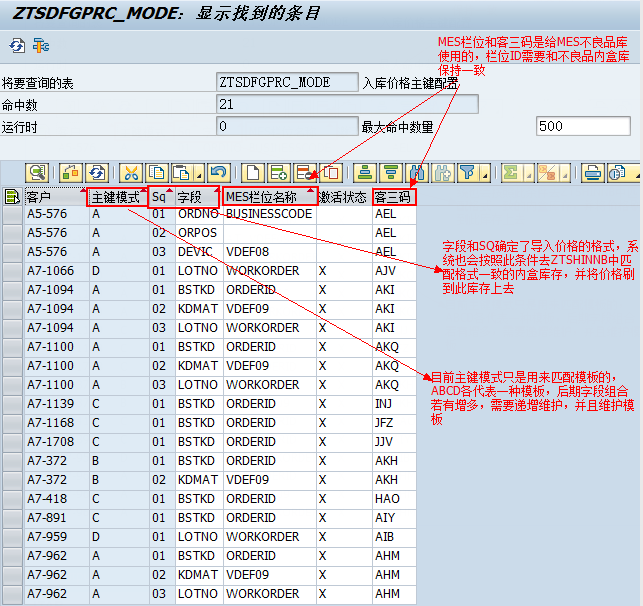 ZTSDFGPRC_MODE: 显示找到的条目
MES栏位和客三码是给MES不良品库
使用的，栏位ID需要和不良品内盒库
保持一致
将要查询的表 ZTSDFGPRC_MODE 入库价格主键配置
命中数 21
运行时 0 最大命中数量 500
客户 主键模式 Sq 字段 MES栏位名称 激活状态 客三码
A5-576 A 01 ORDNO BUSINESSCODE AEL
A5-576 A 02 ORPOS AEL
A5-576 A 03 DEVIC VDEF08 AEL
A7-1066 D 01 LOTNO WORKORDER X AJV
A7-1094 A 01 BSTKD ORDERID X AKI
A7-1094 A 02 KDMAT VDEF09 X AKI
A7-1094 A 03 LOTNO WORKORDER X AKI
A7-1100 A 01 BSTKD ORDERID X AKQ
A7-1100 A 02 KDMAT VDEF09 X AKQ
A7-1100 A 03 LOTNO WORKORDER X AKQ
A7-1139 C 01 BSTKD ORDERID X INJ
A7-1168 C 01 BSTKD ORDERID X JFZ
A7-1708 C 01 BSTKD ORDERID X JJV
A7-372 B 01 BSTKD ORDERID X AKH
A7-372 B 02 KDMAT VDEF09 X AKH
A7-418 C 01 BSTKD ORDERID X HAO
A7-891 C 01 BSTKD ORDERID X AIY
A7-959 D 01 LOTNO WORKORDER X AIB
A7-962 A 01 BSTKD ORDERID X AHM
A7-962 A 02 KDMAT VDEF09 X AHM
A7-962 A 03 LOTNO WORKORDER X AHM
字段和SQ确定了导入价格的格式，系
统也会按照此条件去ZTSHINNB中匹
配格式一致的内盒库存，并将价格刷
到此库存上去
目前主键模式只是用来匹配模板的，
ABCD各代表一种模板，后期字段组合
若有增多，需要递增维护，并且维护模
板